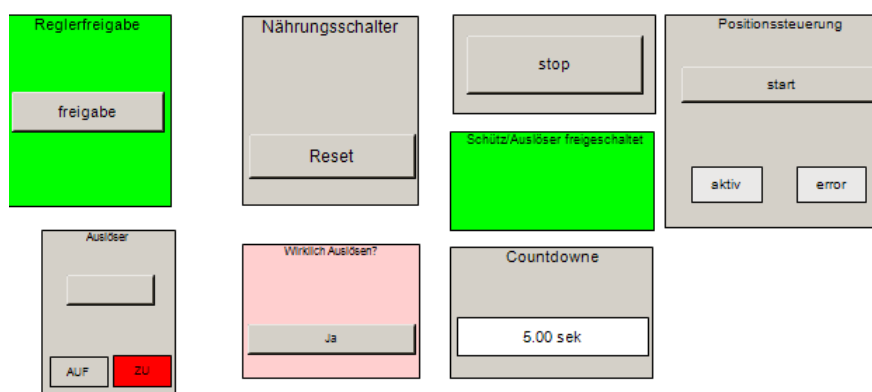 Reglerfreigabe
freigabe
Nährungsschalter
Reset
stop
Positionssteuerung
start
aktiv
error
Schütz/Auslöser freigeschaltet
Auslöser
AUF
ZU
Wirklich Auslösen?
Ja
Countdowne
5.00 sek